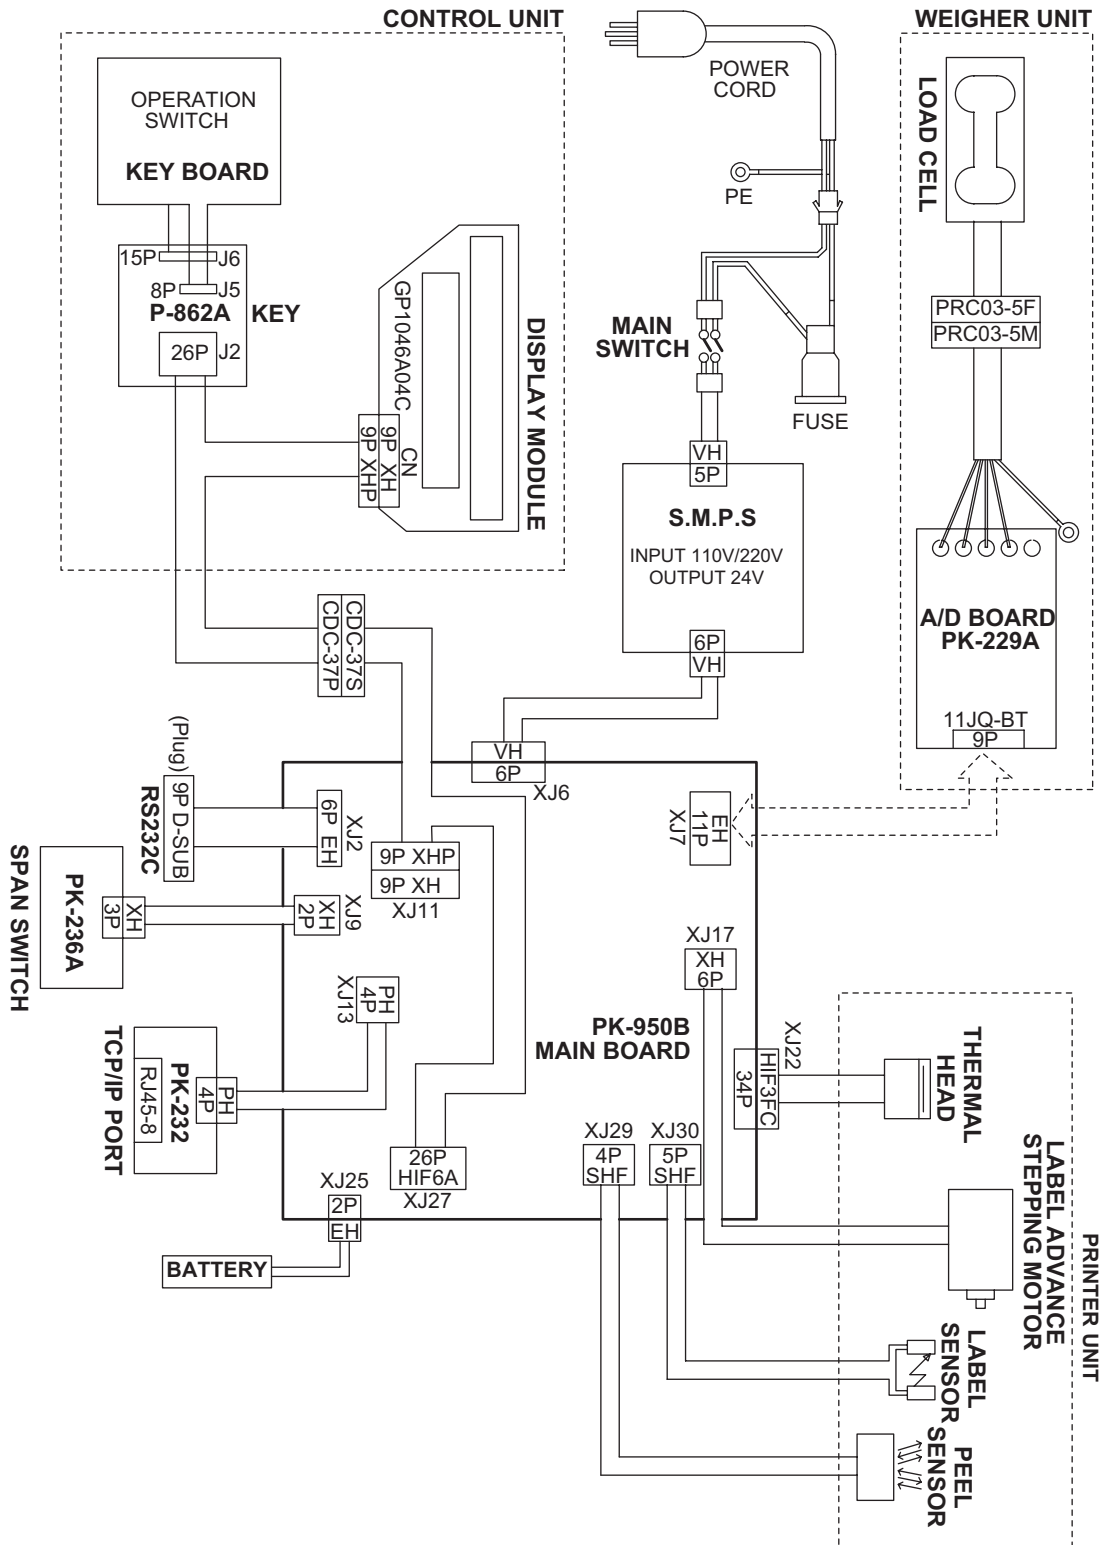 CONTROL UNIT
WEIGHER UNIT
OPERATION
SWITCH
KEY BOARD
15P
J6
8P
J5
P-862A
KEY
26P
J2
GP1046A04C
DISPLAY MODULE
CN
9P XH
9P XHP
POWER
CORD
PE
MAIN
SWITCH
FUSE
VH
5P
S.M.P.S
INPUT 110V/220V
OUTPUT 24V
6P
VH
LOAD CELL
PRC03-5F
PRC03-5M
A/D BOARD
PK-229A
11JQ-BT
9P
CDC-37S
CDC-37P
VH
6P
XJ6
(Plug)
9P D-SUB
RS232C
XJ2
6P EH
9P XHP
9P XH
XJ11
EH
11P
XJ7
SPAN SWITCH
PK-236A
XH
3P
XJ9
XH
2P
XJ17
XH
6P
PH
4P
XJ13
PK-950B
MAIN BOARD
XJ22
HIF3FC
34P
THERMAL
HEAD
TCP/IP PORT
PK-232
RJ45-8
PH
4P
26P
HIF6A
XJ27
XJ29
4P
SHF
XJ30
5P
SHF
XJ25
2P
EH
BATTERY
LABEL ADVANCE
STEPPING MOTOR
PRINTER UNIT
LABEL
SENSOR
PEEL
SENSOR